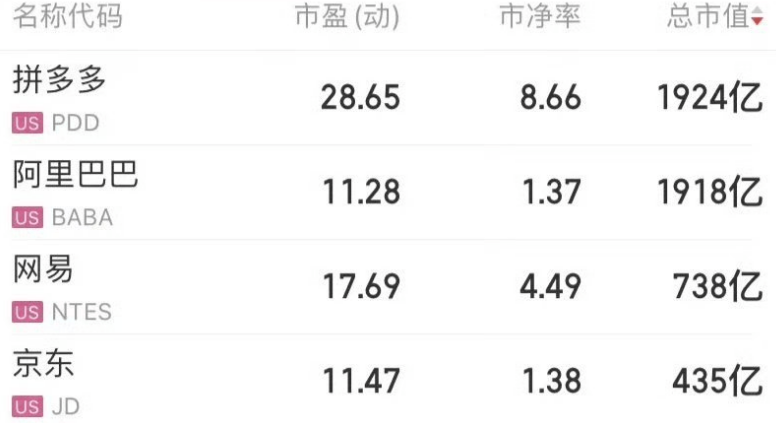 名称代码 市盈(动) 市净率 总市值
拼多多 28.65 8.66 1924亿
US PDD
阿里巴巴 11.28 1.37 1918亿
US BABA
网易 17.69 4.49 738亿
US NTES
京东 11.47 1.38 435亿
US JD